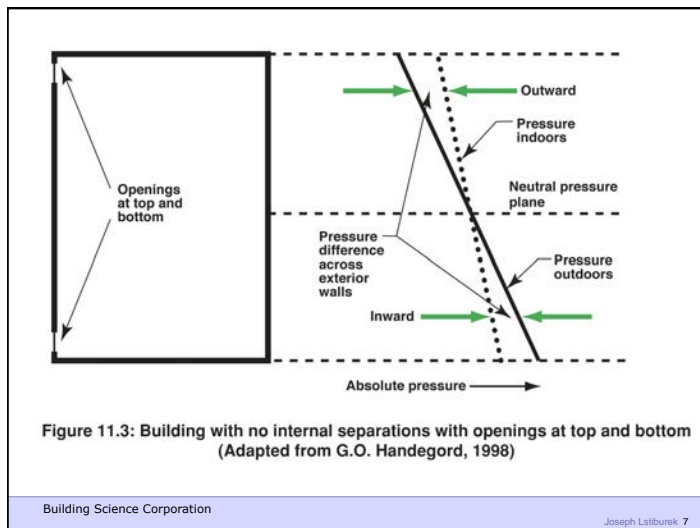 Outward
Pressure
indoors
Openings
at top and
bottom
Neutral pressure
plane
Pressure
difference
across
exterior
walls
Pressure
outdoors
Inward
Absolute pressure
Figure 11.3: Building with no internal separations with openings at top and bottom
(Adapted from G.O. Handegord, 1998)
Building Science Corporation
Joseph Lstiburek 7